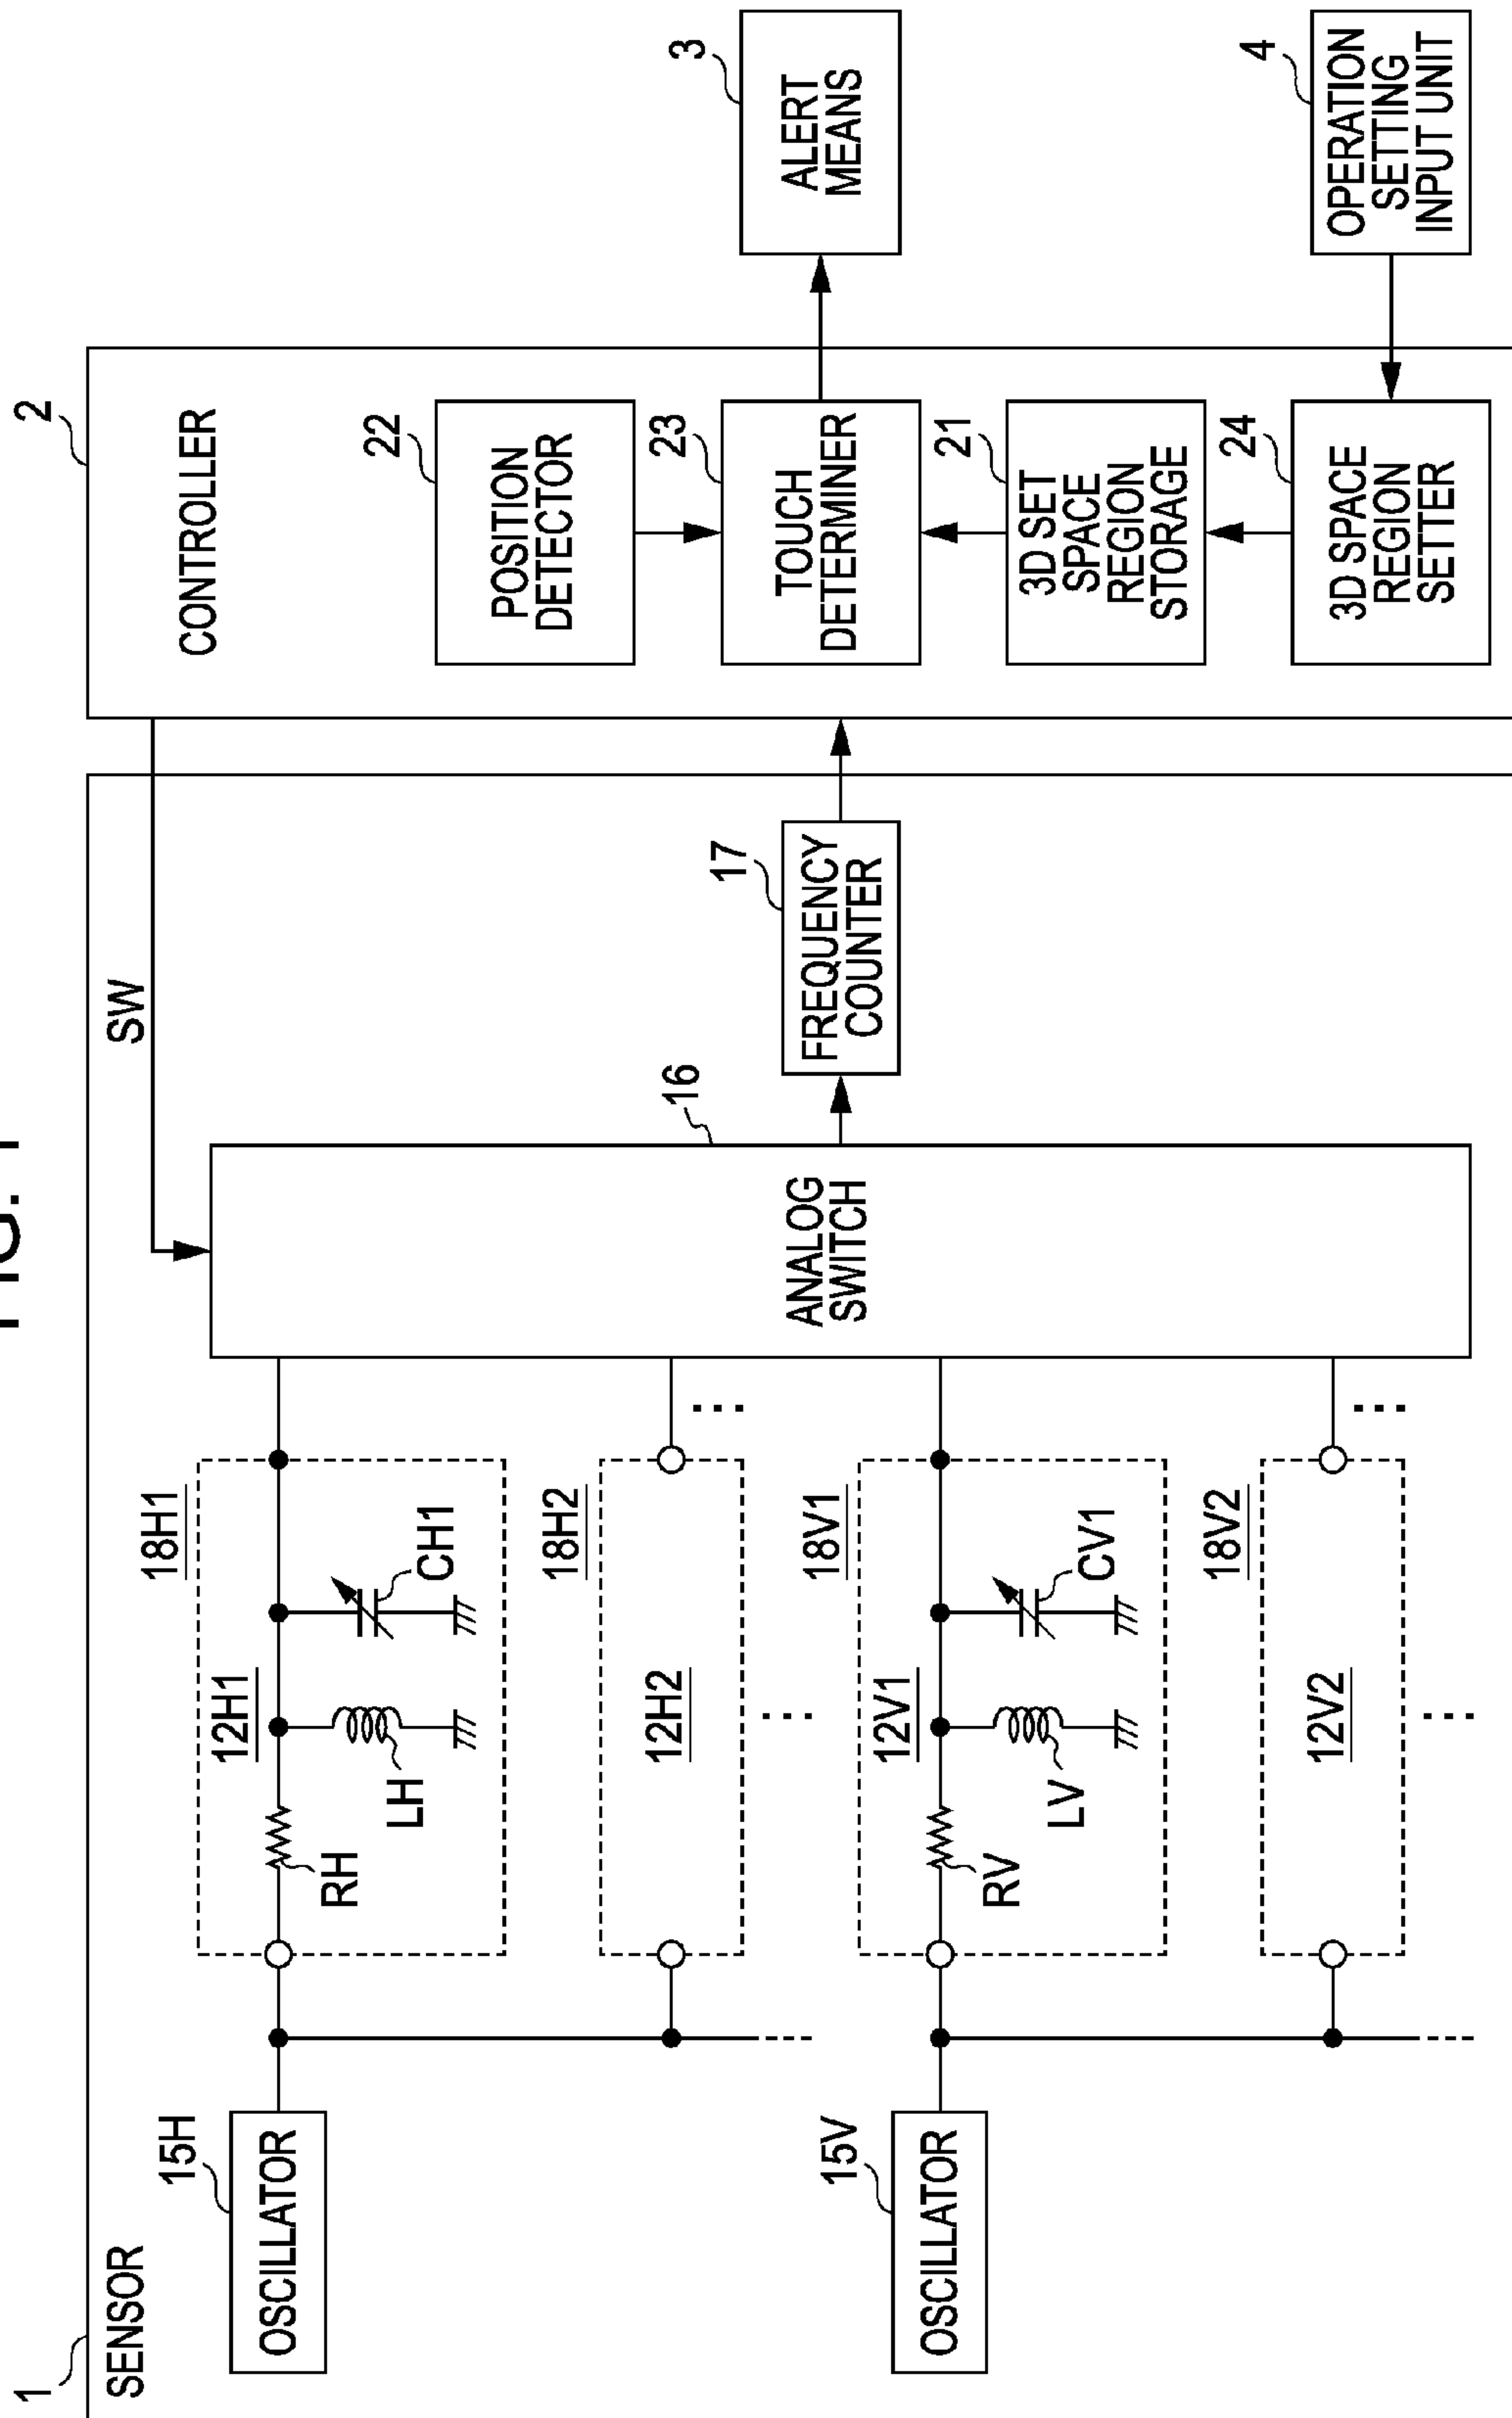 FIG. 1
1
SENSOR
15H
OSCILLATOR
18H1
12H1
RH
LH
CH1
18H2
12H2
15V
OSCILLATOR
18V1
12V1
RV
LV
CV1
18V2
12V2
SW
16
ANALOG
SWITCH
17
FREQUENCY
COUNTER
2
CONTROLLER
22
POSITION
DETECTOR
23
TOUCH
DETERMINER
21
3D SET
SPACE
REGION
STORAGE
24
3D SPACE
REGION
SETTER
3
ALERT
MEANS
4
OPERATION
SETTING
INPUT UNIT